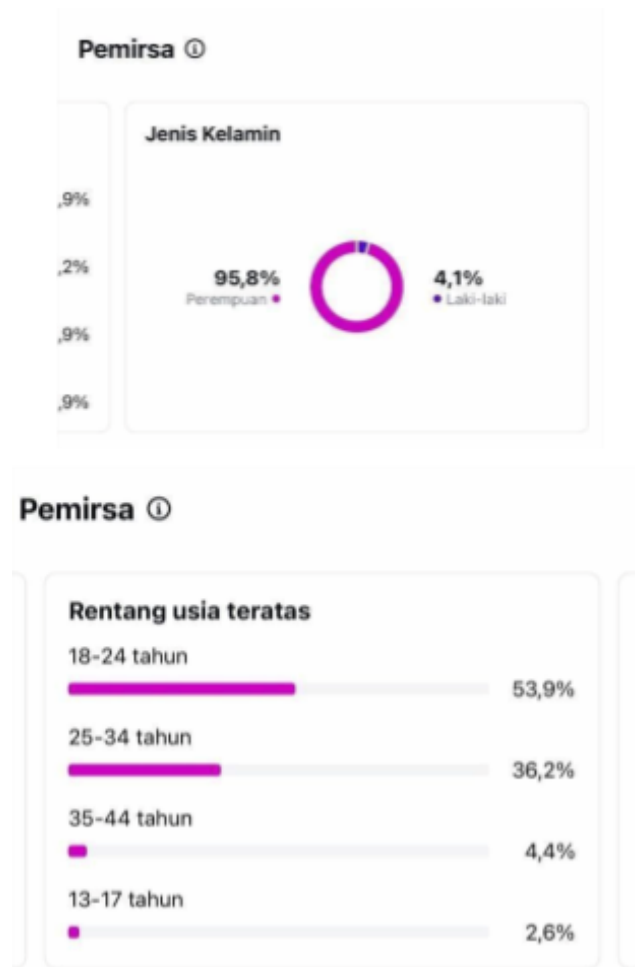 Pemirsa
Jenis Kelamin
,9%
,2%
95,8% 4,1%
Perempuan Laki-laki
,9%
,9%
Pemirsa
Rentang usia teratas
18-24 tahun
53,9%
25-34 tahun
36,2%
35-44 tahun
4,4%
13-17 tahun
2,6%